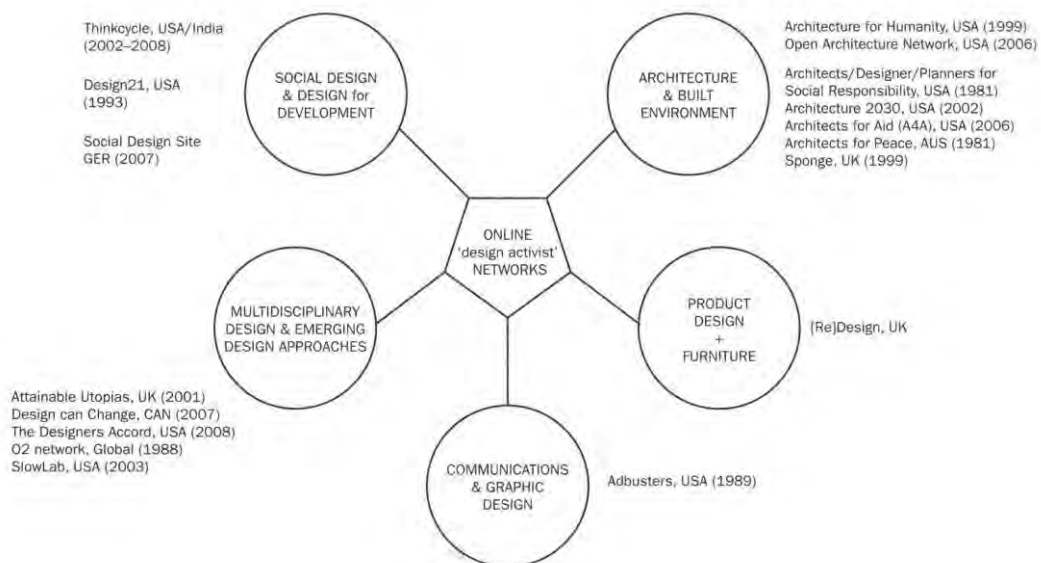 Thinkcycle, USA/India
(2002–2008)
Design21, USA
(1993)
Social Design Site
GER (2007)
SOCIAL DESIGN
& DESIGN for
DEVELOPMENT
ARCHITECTURE
& BUILT
ENVIRONMENT
Architecture for Humanity, USA (1999)
Open Architecture Network, USA (2006)
Architects/Designer/Planners for
Social Responsibility, USA (1981)
Architecture 2030, USA (2002)
Architects for Aid (A4A), USA (2006)
Architects for Peace, AUS (1981)
Sponge, UK (1999)
ONLINE
'design activist'
NETWORKS
MULTIDISCIPLINARY
DESIGN & EMERGING
DESIGN APPROACHES
PRODUCT
DESIGN
+
FURNITURE
[Re]Design, UK
Attainable Utopias, UK (2001)
Design can Change, CAN (2007)
The Designers Accord, USA (2008)
O2 network, Global (1988)
SlowLab, USA (2003)
COMMUNICATIONS
& GRAPHIC
DESIGN
Adbusters, USA (1989)